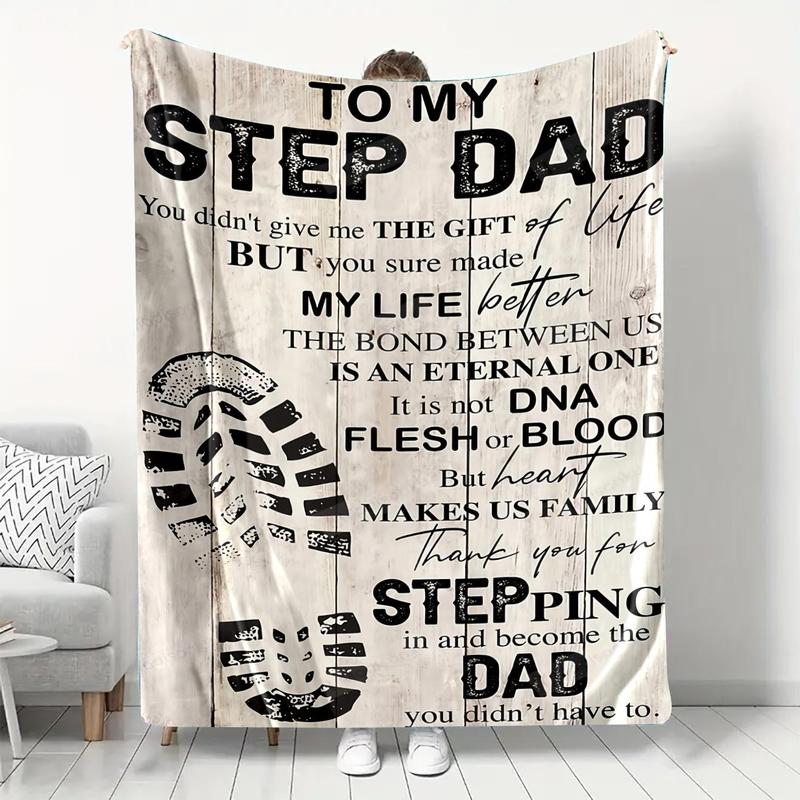 TO MY
STEP DAD
You didn't give me THE GIFT of life
BUT you sure made
MY LIFE better
THE BOND BETWEEN US
IS AN ETERNAL ONE
It is not DNA
FLESH or BLOOD
But heart
MAKES US FAMILY
Thank you for
STEPPING
in and become the
DAD
you didn't have to.